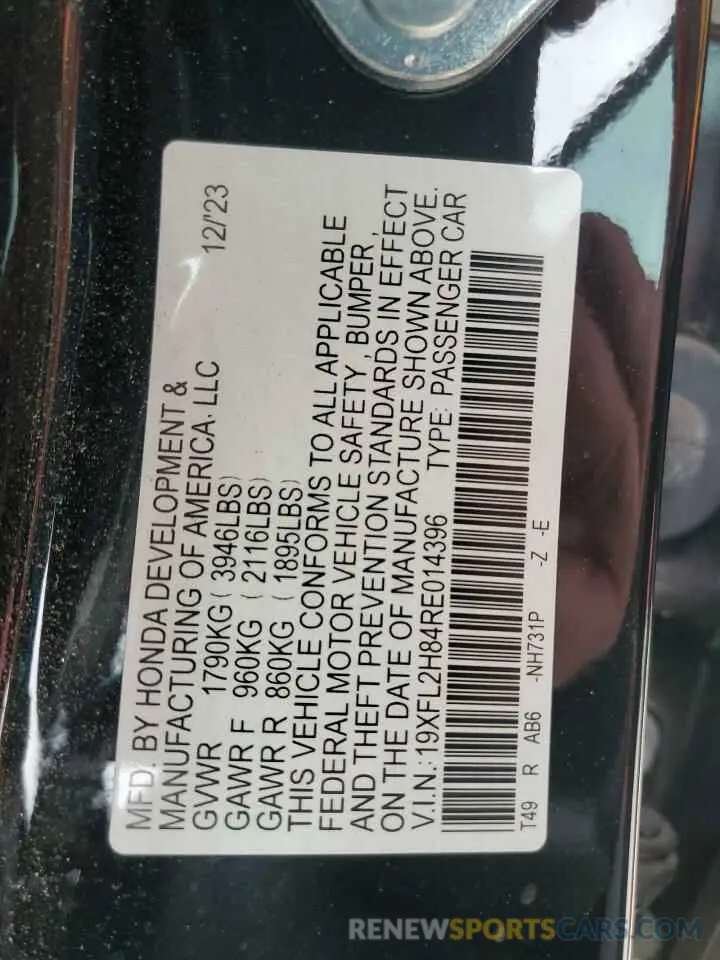 MFD. BY HONDA DEVELOPMENT &
MANUFACTURING OF AMERICA, LLC 12/'23
GVWR 1790KG ( 3946LBS)
GAWR F 960KG ( 2116LBS)
GAWR R 860KG ( 1895LBS)
THIS VEHICLE CONFORMS TO ALL APPLICABLE
FEDERAL MOTOR VEHICLE SAFETY, BUMPER,
AND THEFT PREVENTION STANDARDS IN EFFECT
ON THE DATE OF MANUFACTURE SHOWN ABOVE.
V.I.N.:19XFL2H84RE014396 TYPE: PASSENGER CAR
T49 R AB6 -NH731P -Z -E
RENEWSPORTSCARS.COM